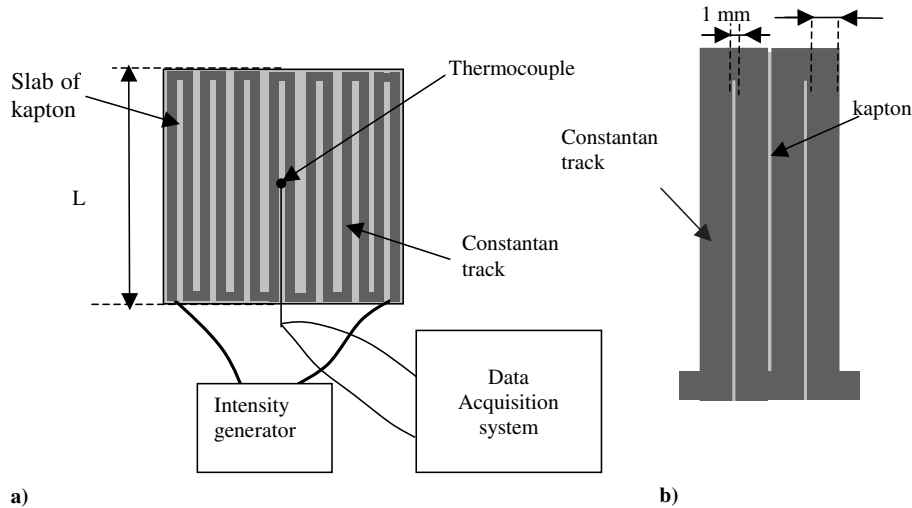 Slab of
kapton
Thermocouple
L
Constantan
track
Intensity
generator
Data
Acquisition
system
a)
1 mm
kapton
Constantan
track
b)